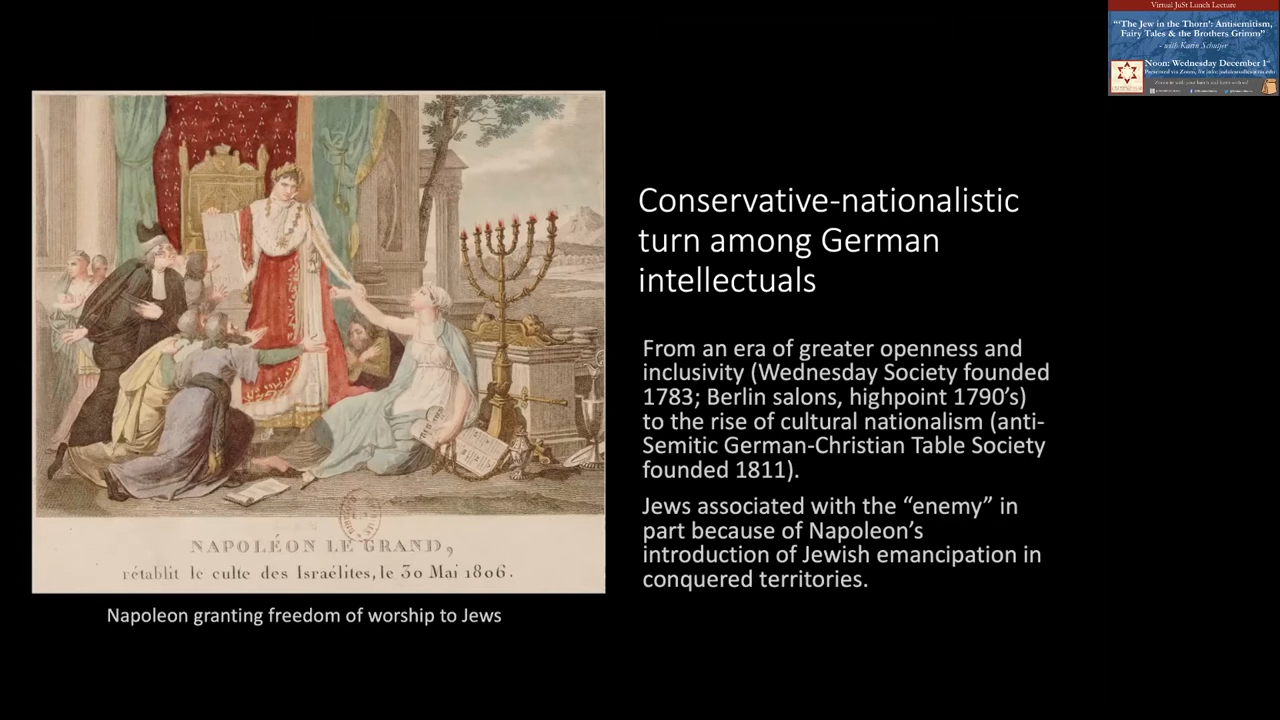 Virtual JuSt Lunch Lecture
"'The Jew in the Thorn': Antisemitism,
Fairy Tales & the Brothers Grimm"
- with Karin Schutjer
Noon: Wednesday December 1st
Conservative-nationalistic
turn among German
intellectuals
From an era of greater openness and
inclusivity (Wednesday Society founded
1783; Berlin salons, highpoint 1790's)
to the rise of cultural nationalism (anti-
Semitic German-Christian Table Society
founded 1811).
Jews associated with the "enemy" in
part because of Napoleon's
introduction of Jewish emancipation in
conquered territories.
NAPOLÉON LE GRAND,
rétablit le culte des Israélites, le 30 Mai 1806.
Napoleon granting freedom of worship to Jews